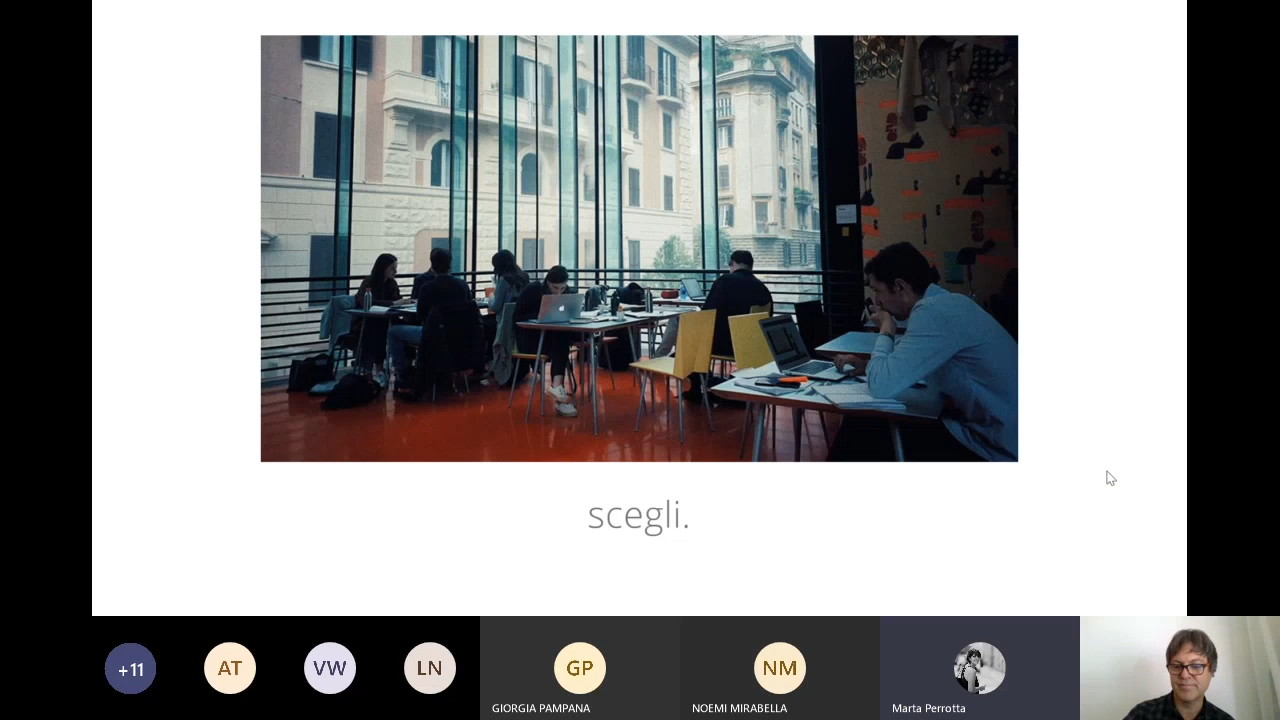 scegli.
+11
AT
VW
LN
GP
NM
GIORGIA PAMPANA
NOEMI MIRABELLA
Marta Perrotta